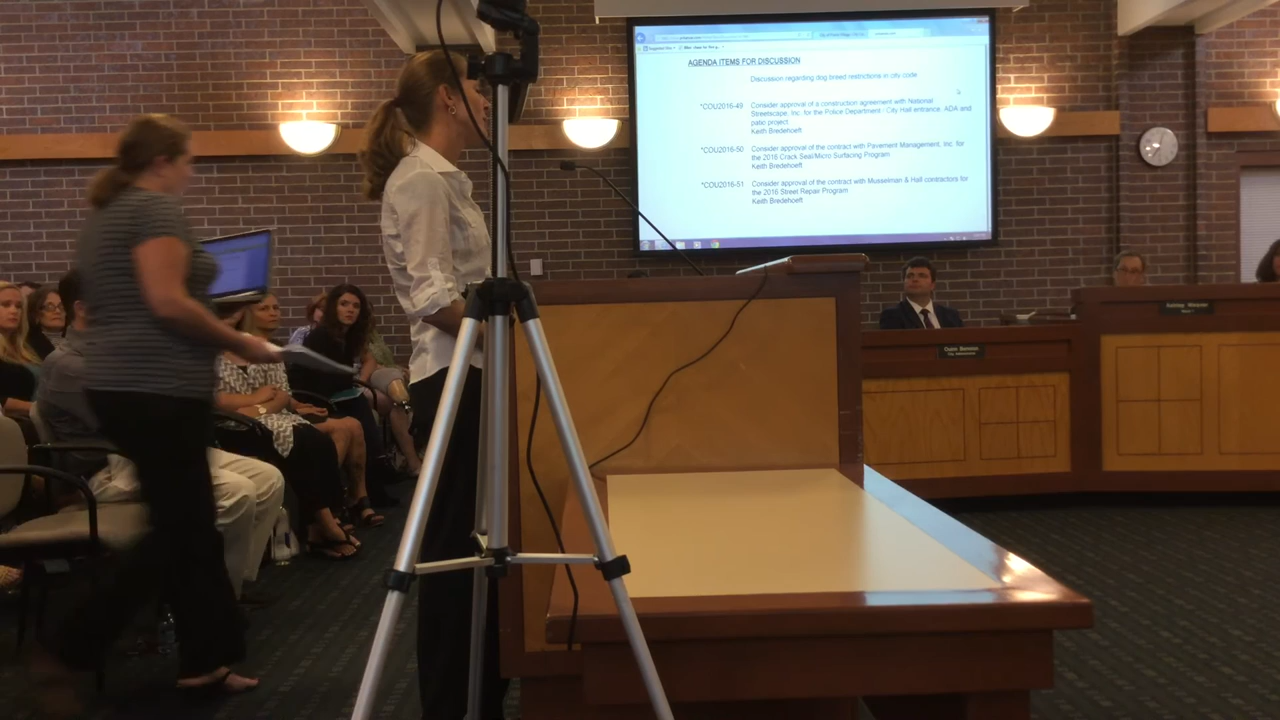 AGENDA ITEMS FOR DISCUSSION
Discussion regarding dog breed restrictions in city code
*COU2016-49 Consider approval of a construction agreement with National
Streetscape, Inc. for the Police Department - City Hall entrance, ADA and
patio project
Keith Bredehoeft
*COU2016-50 Consider approval of the contract with Pavement Management, Inc. for
the 2016 Crack Seal/Micro Surfacing Program
Keith Bredehoeft
*COU2016-51 Consider approval of the contract with Musselman & Hall contractors for
the 2016 Street Repair Program
Keith Bredehoeft
City Administrator